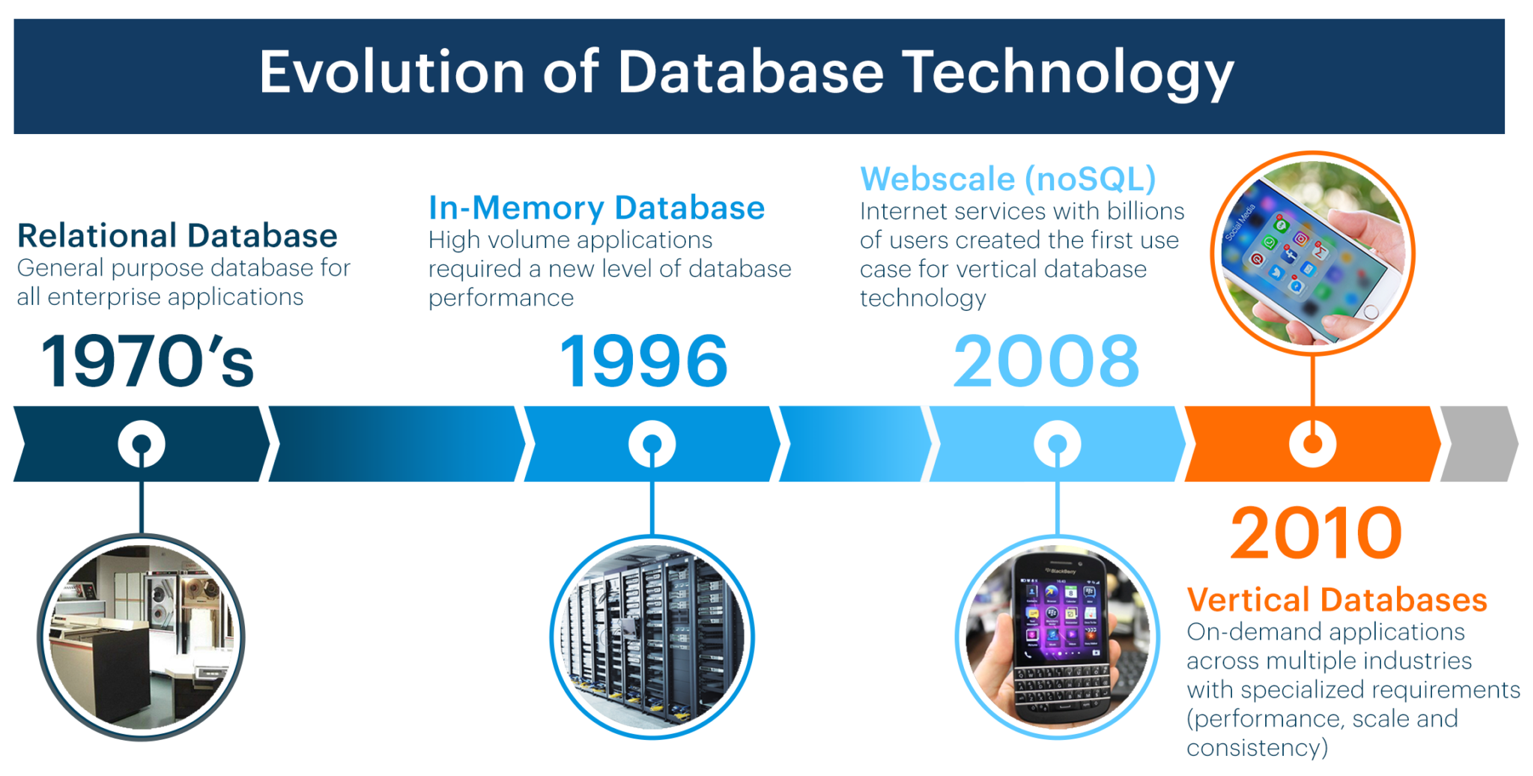 Evolution of Database Technology
Relational Database
General purpose database for
all enterprise applications
1970's
In-Memory Database
High volume applications
required a new level of database
performance
1996
Webscale (noSQL)
Internet services with billions
of users created the first use
case for vertical database
technology
2008
Social Media
BlackBerry
2010
Vertical Databases
On-demand applications
across multiple industries
with specialized requirements
(performance, scale and
consistency)